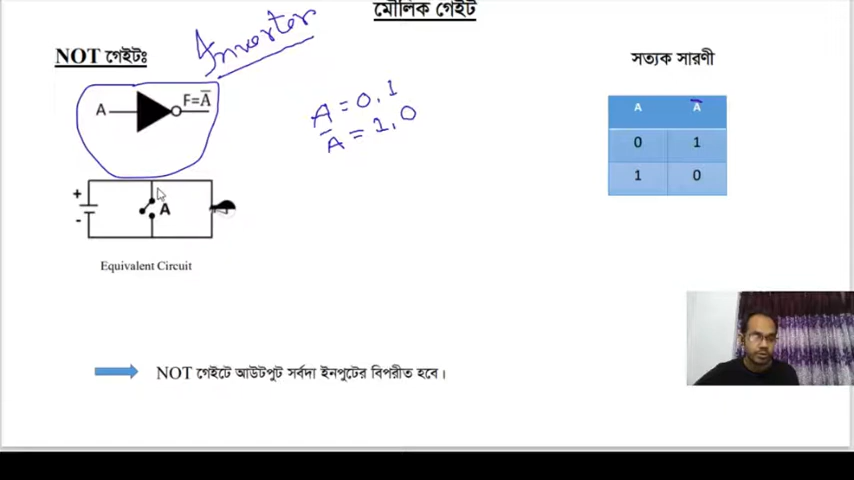 মৌলিক গেইট
NOT গেইটঃ
Inverter
সত্যক সারণী
A F=A̅
A = 0, 1
A̅ = 1, 0
A A̅
0 1
1 0
+
A
-
Equivalent Circuit
NOT গেইটে আউটপুট সর্বদা ইনপুটের বিপরীত হবে।